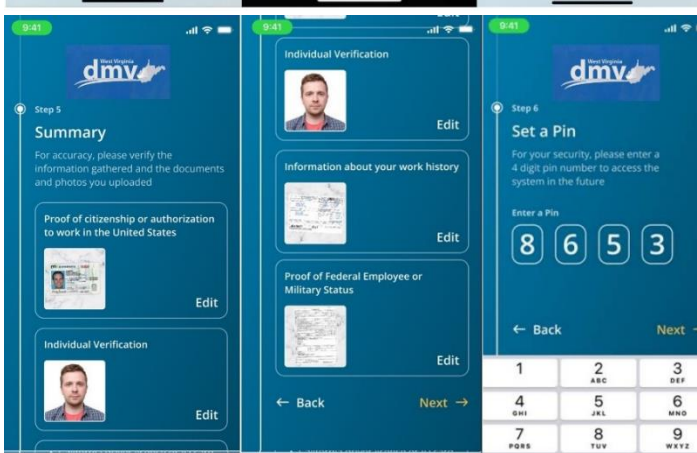 9:41
West Virginia
dmv
Step 5
Summary
For accuracy, please verify the
information gathered and the documents
and photos you uploaded
Proof of citizenship or authorization
to work in the United States
Edit
Individual Verification
Edit
9:41
Edit
Individual Verification
Edit
Information about your work history
Edit
Proof of Federal Employee or
Military Status
Edit
← Back Next →
9:41
West Virginia
dmv
Step 6
Set a Pin
For your security, please enter a
4 digit pin number to access the
system in the future
Enter a Pin
8 6 5 3
← Back Next →
1 2 3
ABC DEF
4 5 6
GHI JKL MNO
7 8 9
PQRS TUV WXYZ